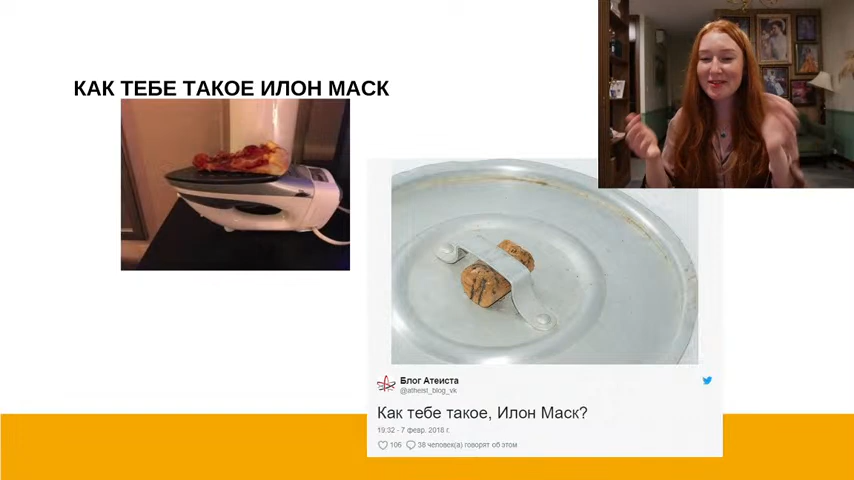 КАК ТЕБЕ ТАКОЕ ИЛОН МАСК
Блог Атеиста
@atheist_blog_vk
Как тебе такое, Илон Маск?
19:32 - 7 февр. 2018 г.
106 38 человек(а) говорят об этом